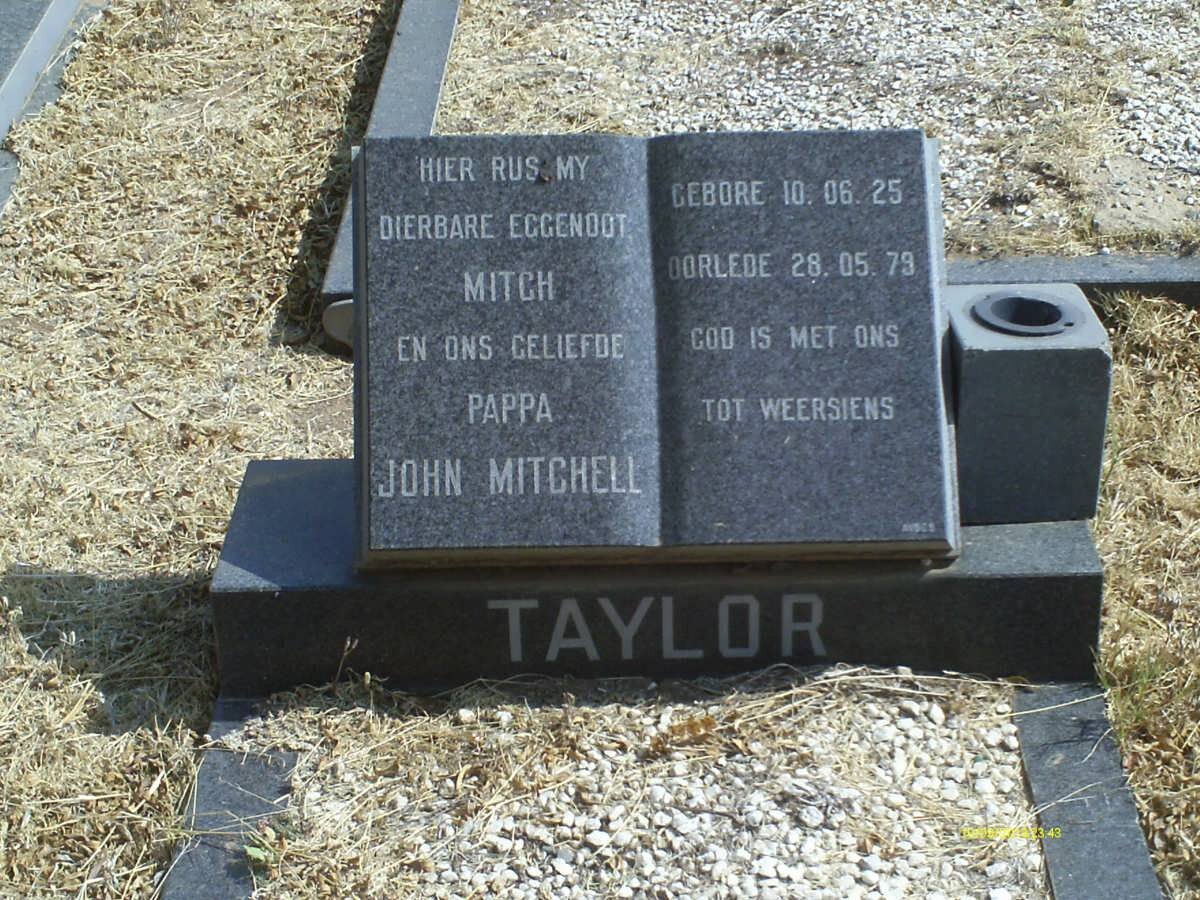 HIER RUS MY
DIERBARE EGGENOOT
MITCH
EN ONS GELIEFDE
PAPPA
JOHN MITCHELL
GEBORE 10. 06. 25
OORLEDE 28. 05. 79
GOD IS MET ONS
TOT WEERSIENS
TAYLOR